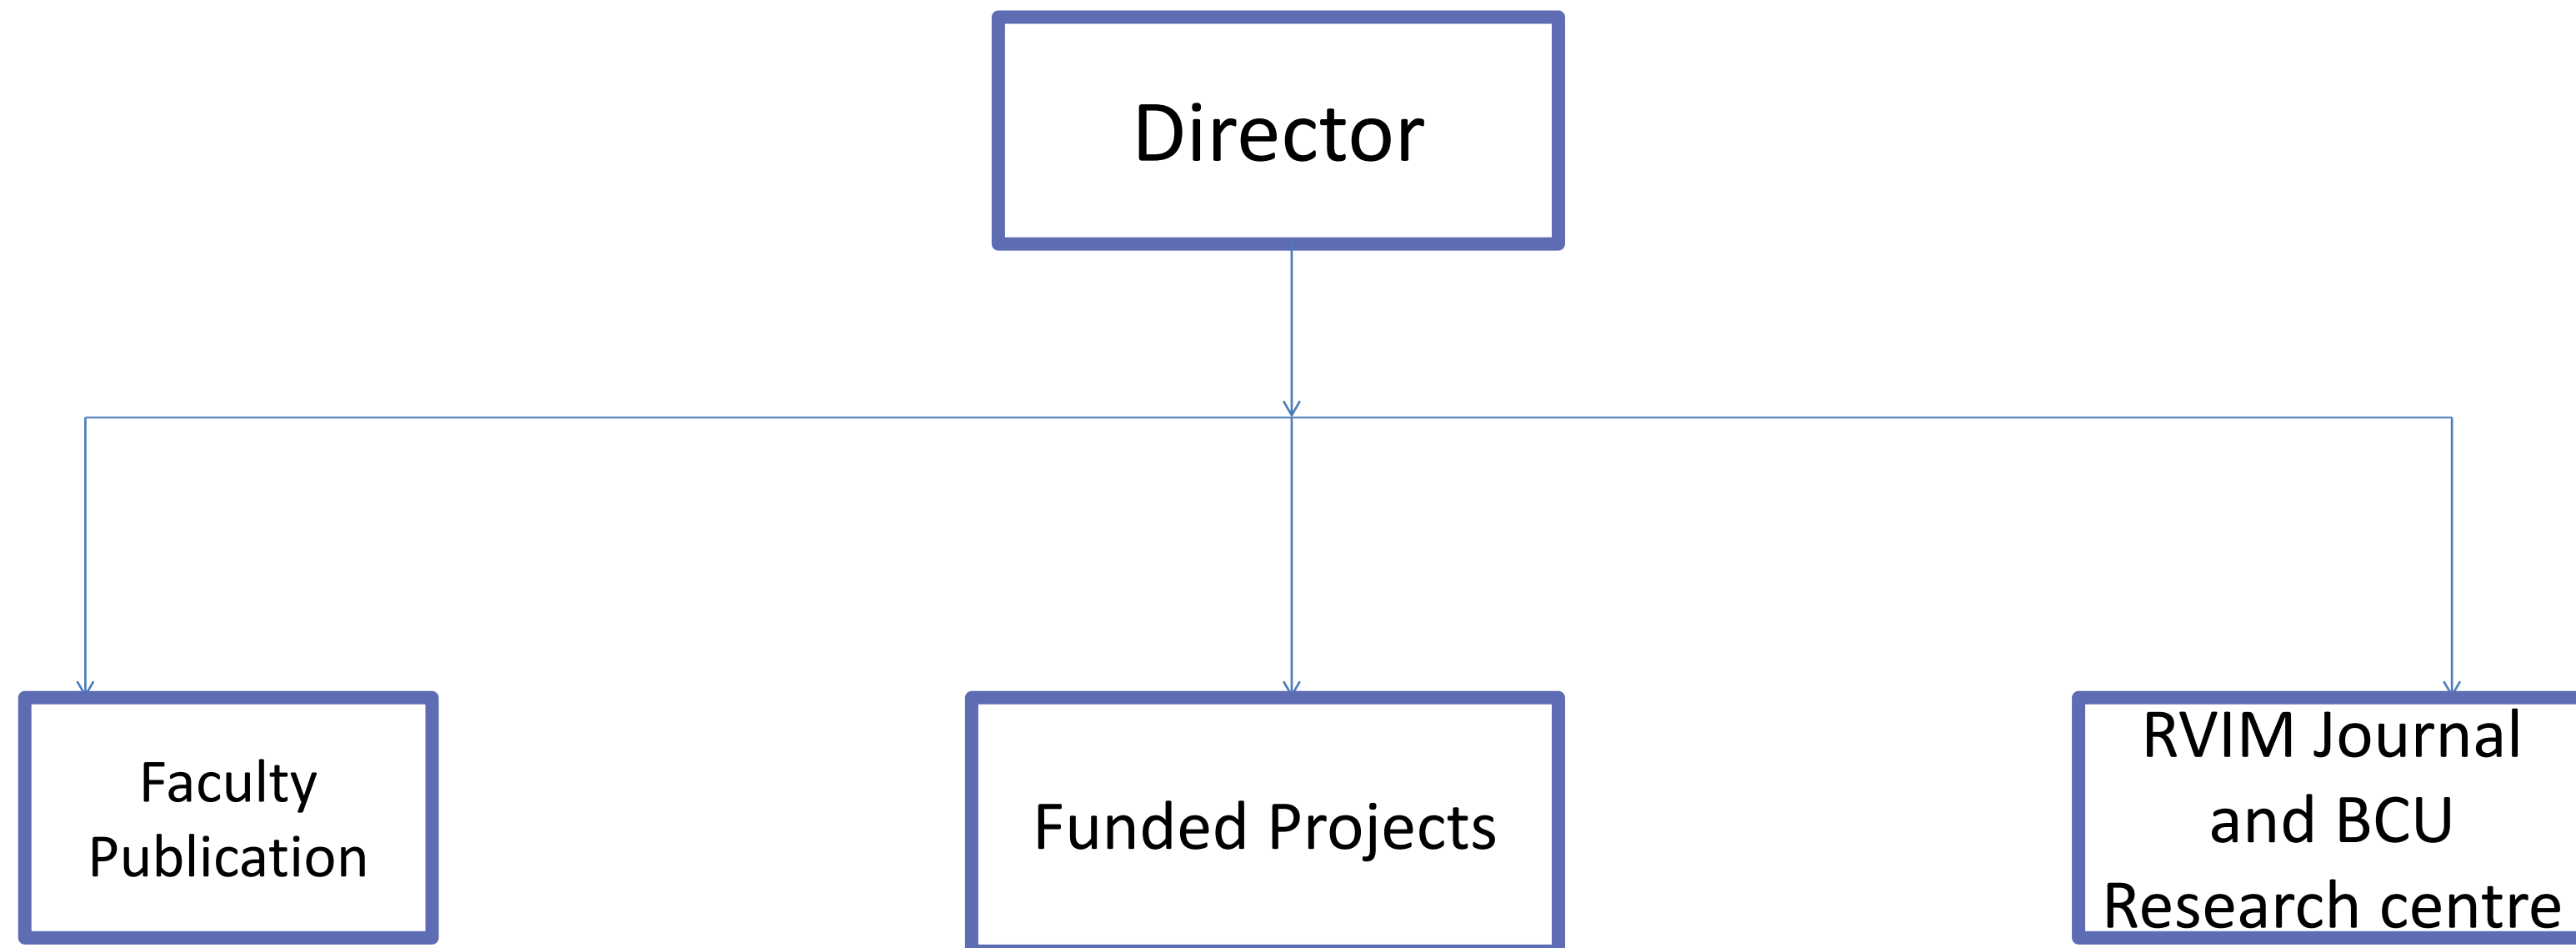 Director
Faculty
Publication
Funded Projects
RVIM Journal
and BCU
Research centre